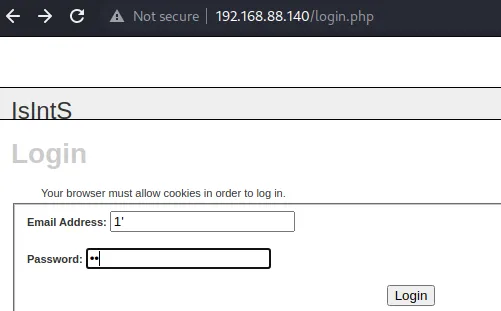 Not secure | 192.168.88.140/login.php
IsIntS
Login
Your browser must allow cookies in order to log in.
Email Address: 1'
Password: ••
Login